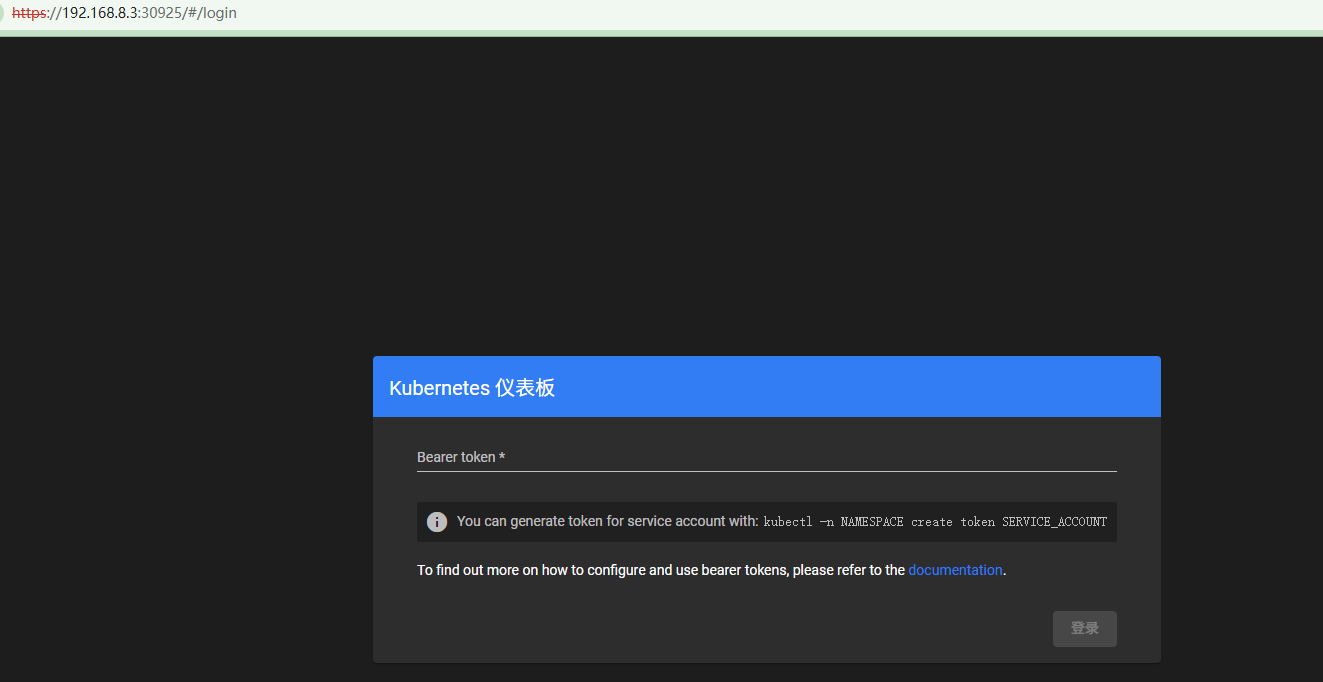 https://192.168.8.3:30925/#/login
Kubernetes 仪表板
Bearer token *
You can generate token for service account with: kubectl -n NAMESPACE create token SERVICE_ACCOUNT
To find out more on how to configure and use bearer tokens, please refer to the documentation.
登录